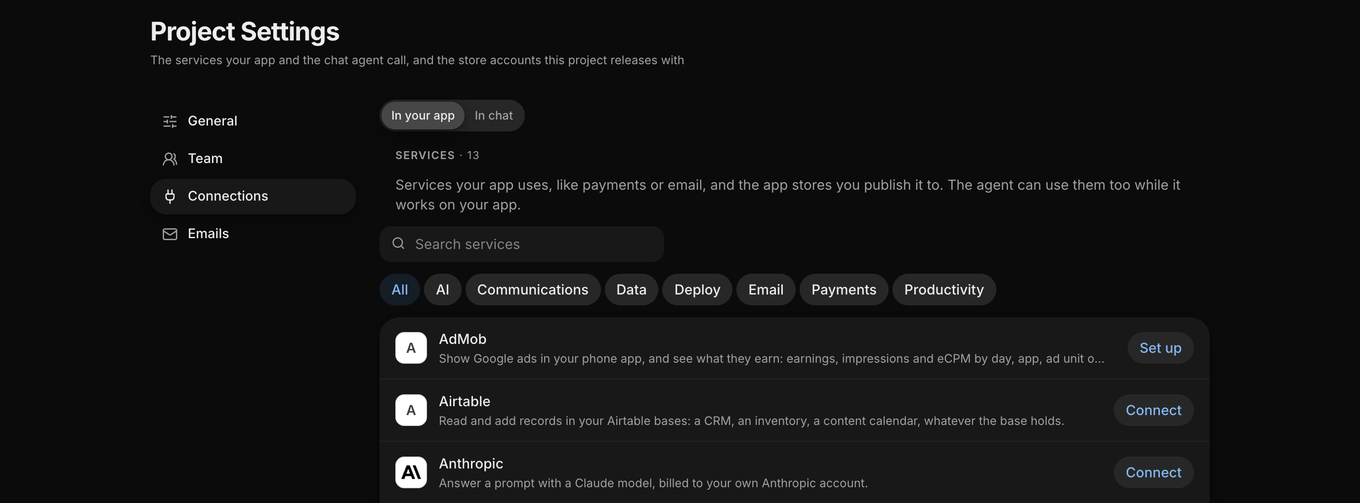 Project Settings
The services your app and the chat agent call, and the store accounts this project releases with
General
Team
Connections
Emails
In your app
In chat
SERVICES · 13
Services your app uses, like payments or email, and the app stores you publish it to. The agent can use them too while it
works on your app.
Search services
All
AI
Communications
Data
Deploy
Email
Payments
Productivity
A
AdMob
Show Google ads in your phone app, and see what they earn: earnings, impressions and eCPM by day, app, ad unit o...
Set up
A
Airtable
Read and add records in your Airtable bases: a CRM, an inventory, a content calendar, whatever the base holds.
Connect
A\
Anthropic
Answer a prompt with a Claude model, billed to your own Anthropic account.
Connect